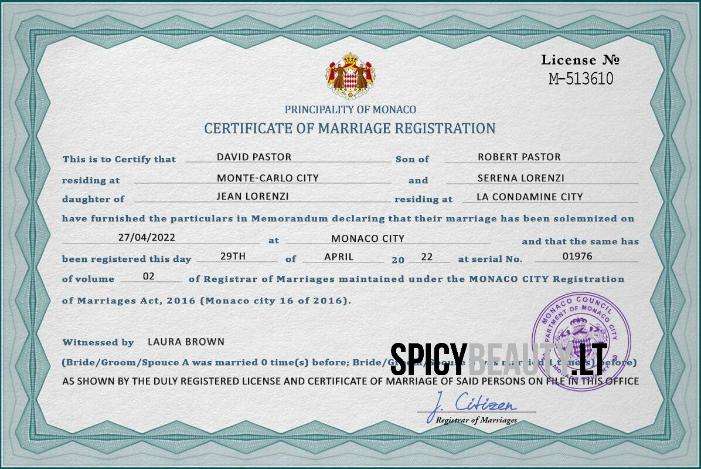 License №
M-513610
PRINCIPALITY OF MONACO
CERTIFICATE OF MARRIAGE REGISTRATION
This is to Certify that DAVID PASTOR Son of ROBERT PASTOR
residing at MONTE-CARLO CITY and SERENA LORENZI
daughter of JEAN LORENZI residing at LA CONDAMINE CITY
have furnished the particulars in Memorandum declaring that their marriage has been solemnized on
27/04/2022 at MONACO CITY and that the same has
been registered this day 29TH of APRIL 20 22 at serial No. 01976
of volume 02 of Registrar of Marriages maintained under the MONACO CITY Registration
of Marriages Act, 2016 (Monaco city 16 of 2016).
Witnessed by LAURA BROWN
(Bride/Groom/Spouce A was married 0 time(s) before; Bride/ before)
SPICYBEAUTY.LT
AS SHOWN BY THE DULY REGISTERED LICENSE AND CERTIFICATE OF MARRIAGE OF SAID PERSONS ON FILE IN THIS OFFICE
MONACO COUNCIL
OF MONACO CITY
J. Citizen
Registrar of Marriages